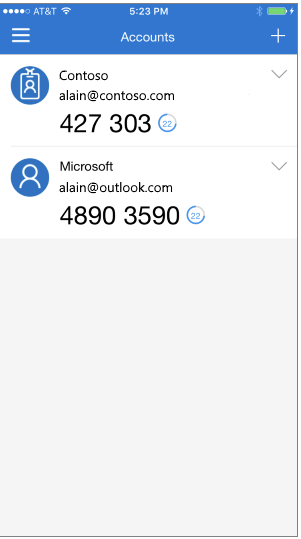 AT&T 5:23 PM
Accounts
Contoso
alain@contoso.com
427 303 22
Microsoft
alain@outlook.com
4890 3590 22